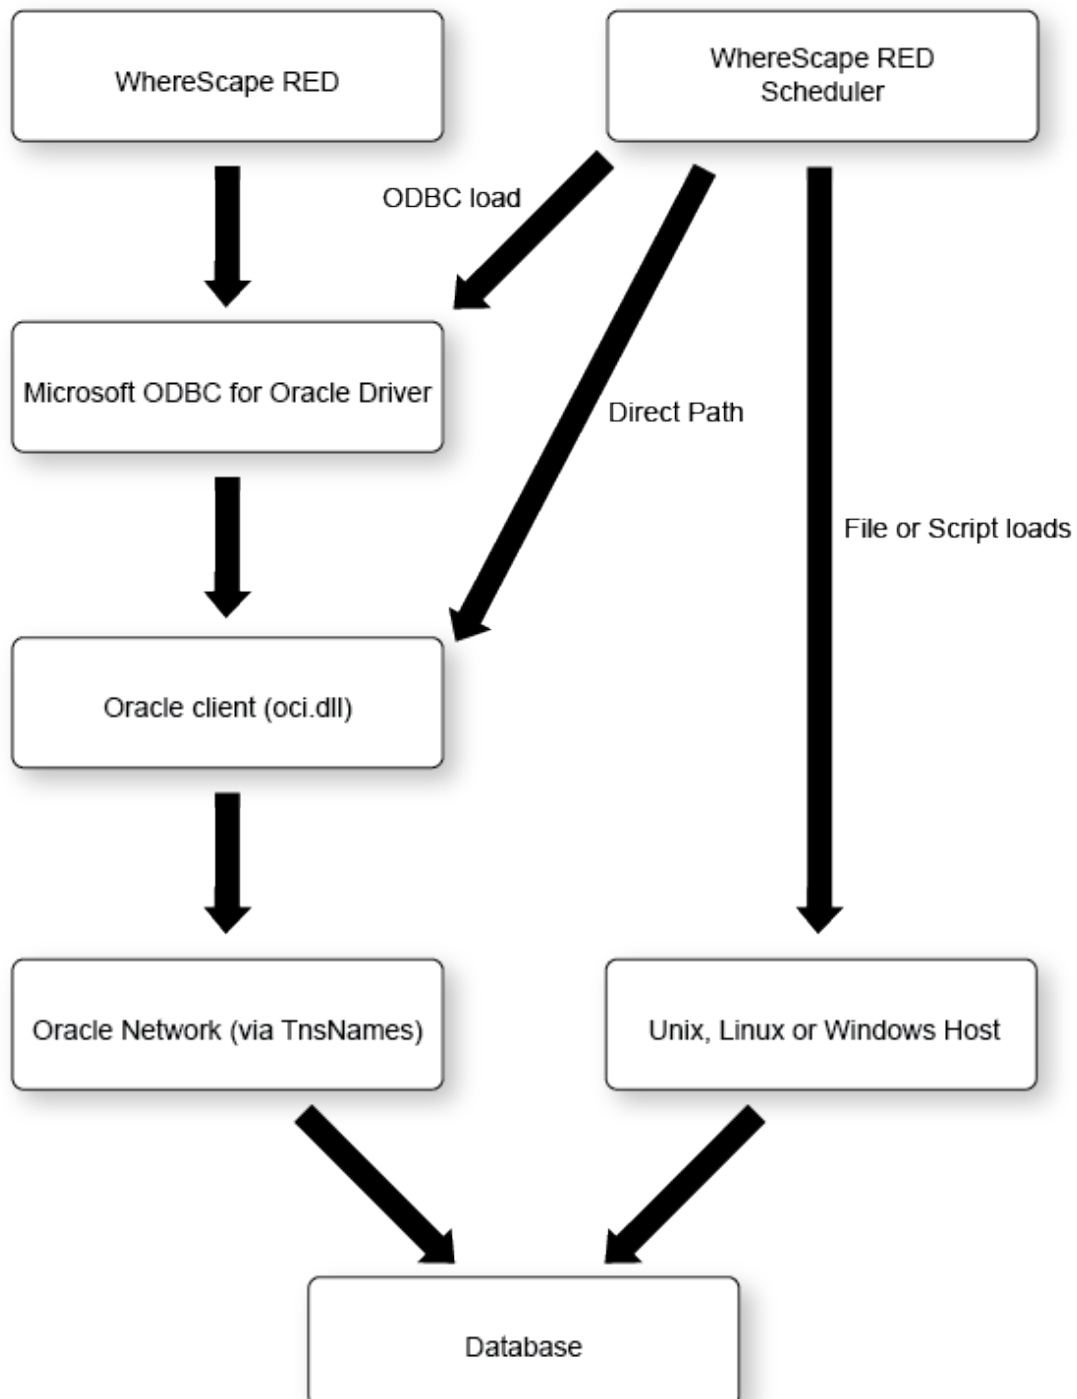 WhereScape RED
WhereScape RED
Scheduler
ODBC load
Microsoft ODBC for Oracle Driver
Direct Path
File or Script loads
Oracle client (oci.dll)
Oracle Network (via TnsNames)
Unix, Linux or Windows Host
Database